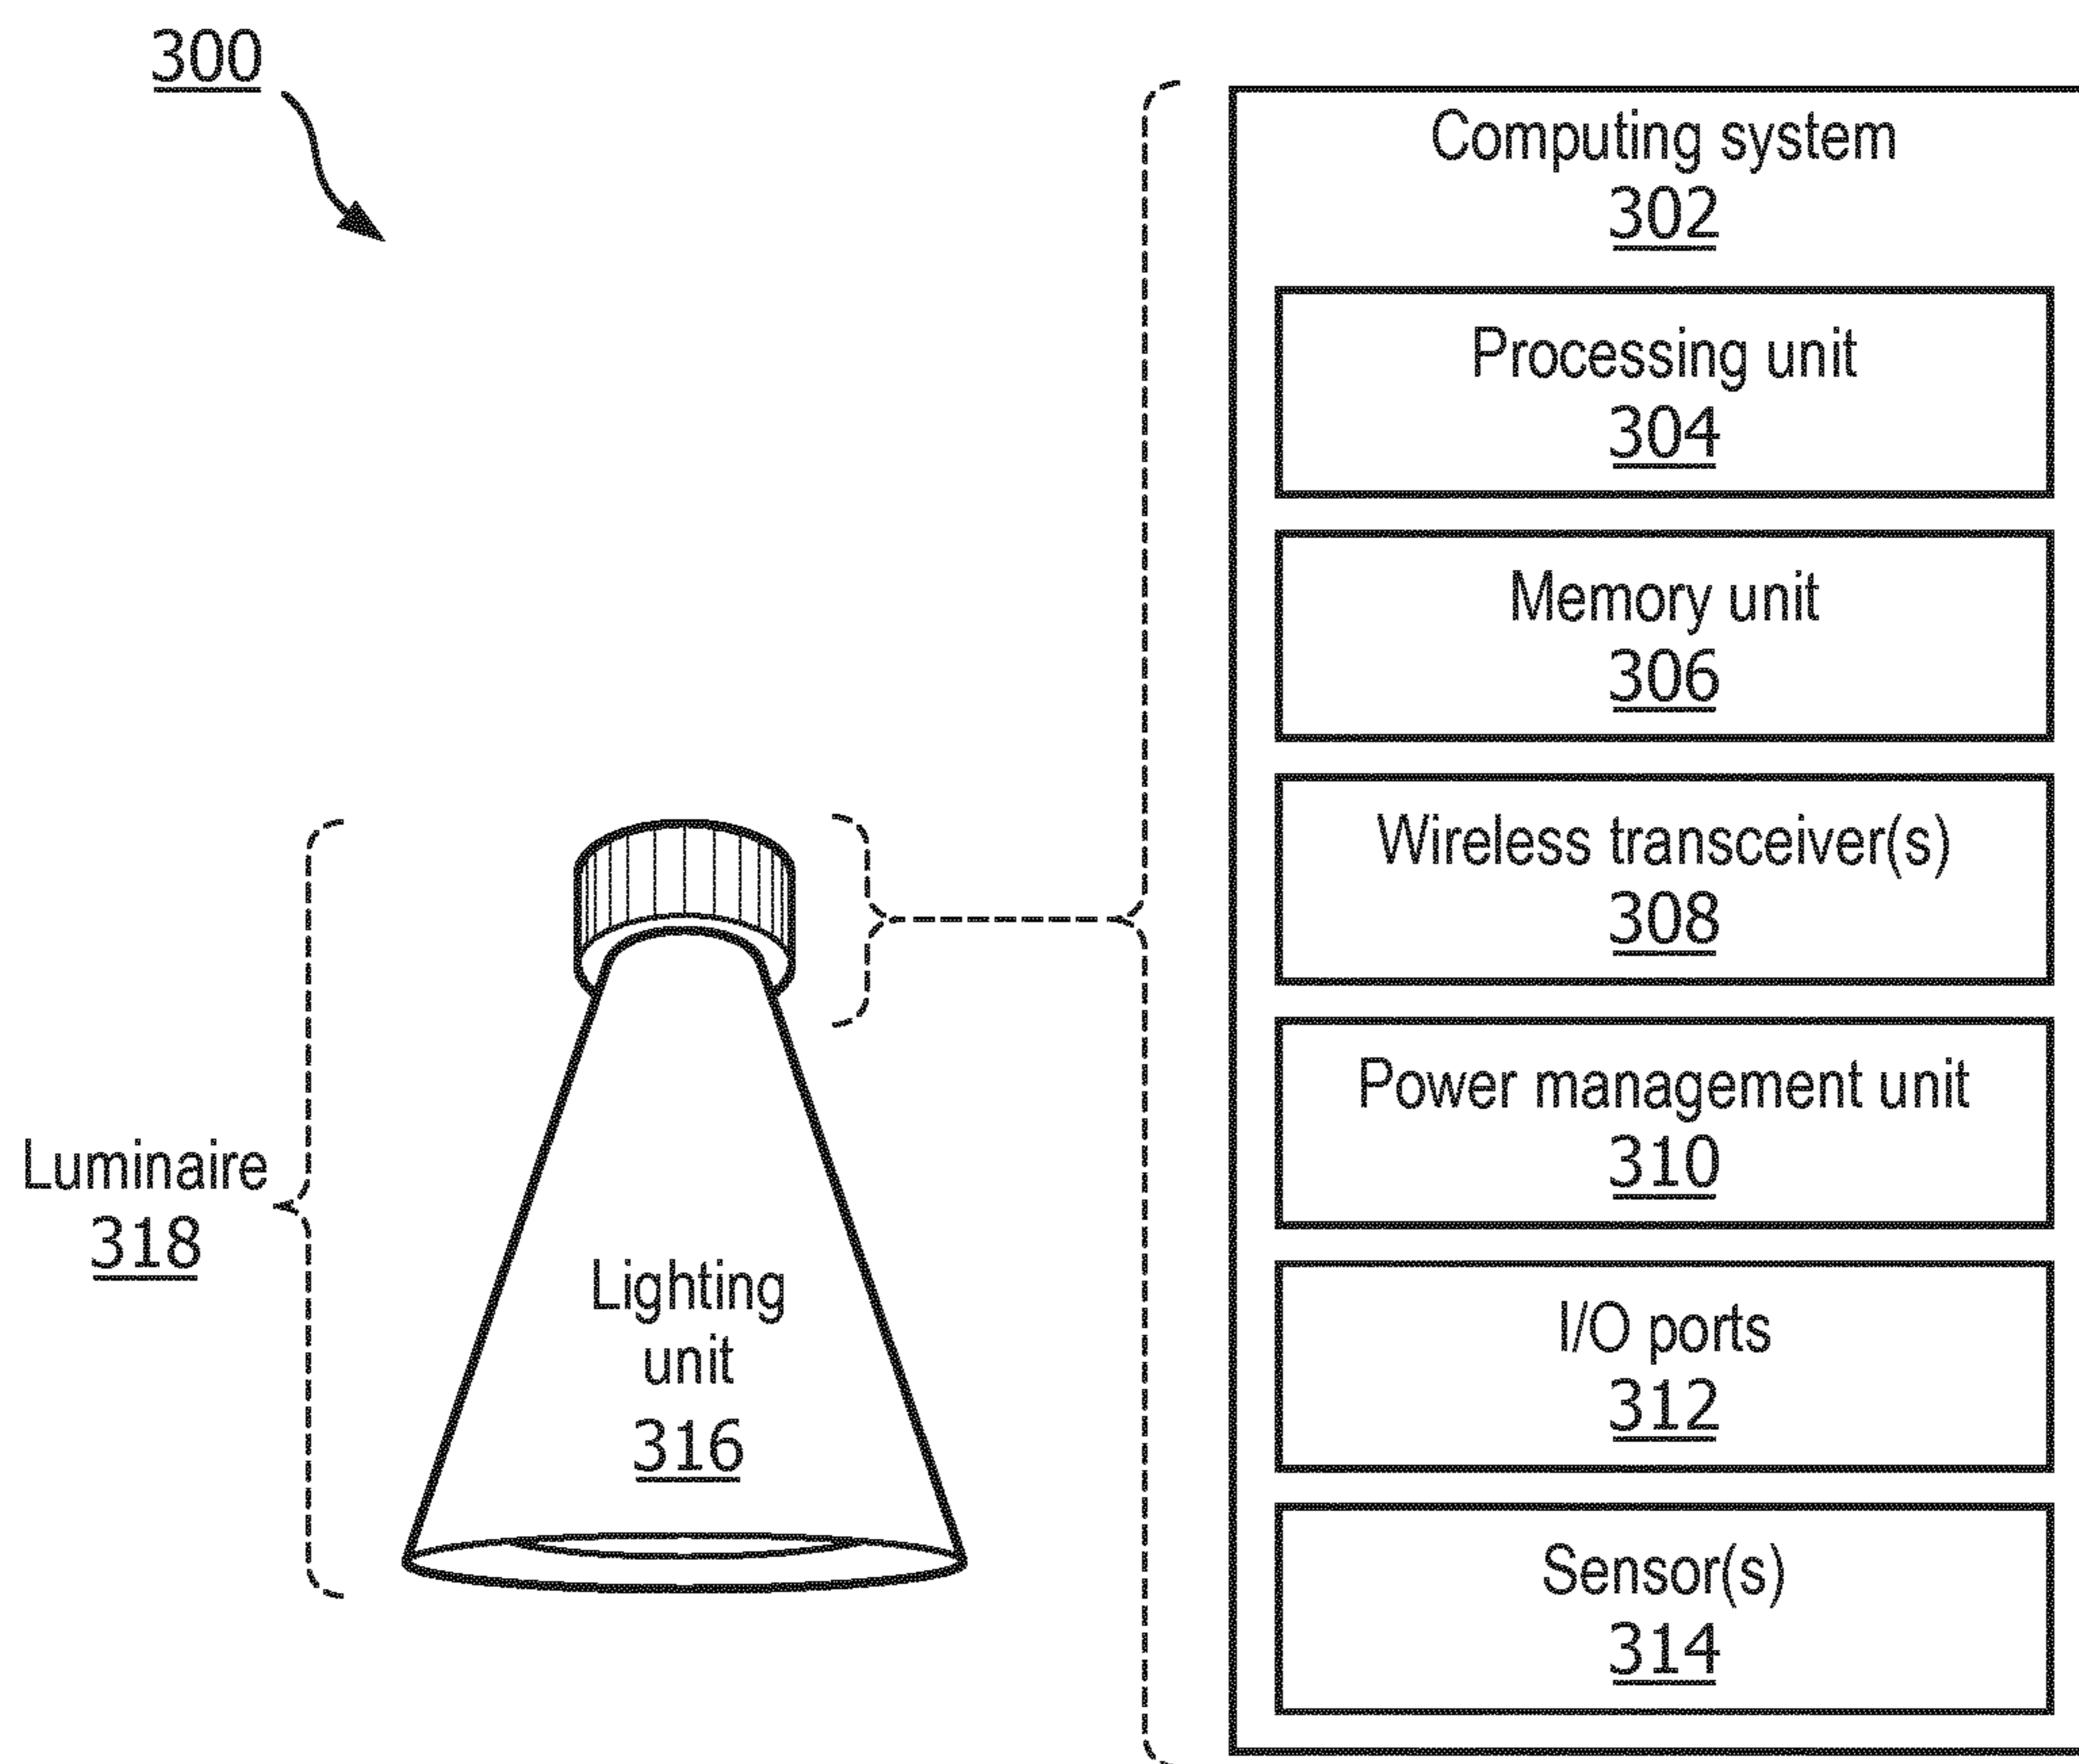 300
Computing system
302
Processing unit
304
Memory unit
306
Wireless transceiver(s)
308
Power management unit
310
I/O ports
312
Sensor(s)
314
Luminaire
318
Lighting
unit
316